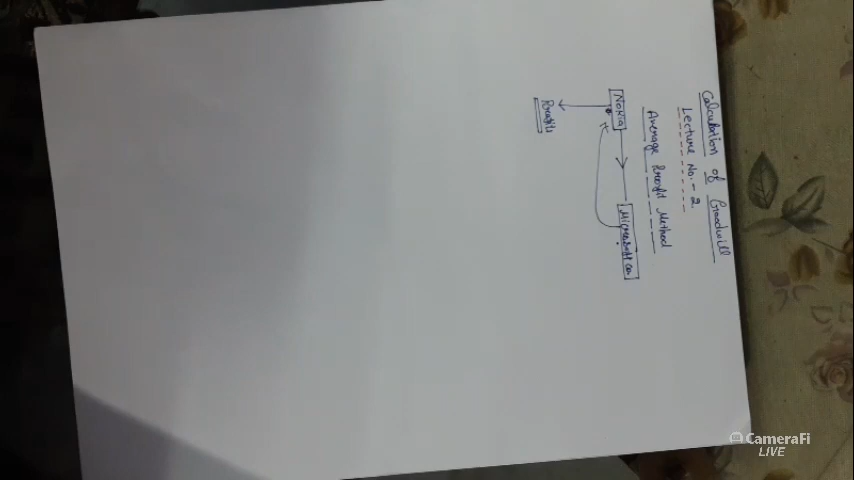 Calculation of Goodwill
Lecture No. - 2.
Average Profit Method
Nokia
Microsoft Co
Profits
CameraFi
LIVE